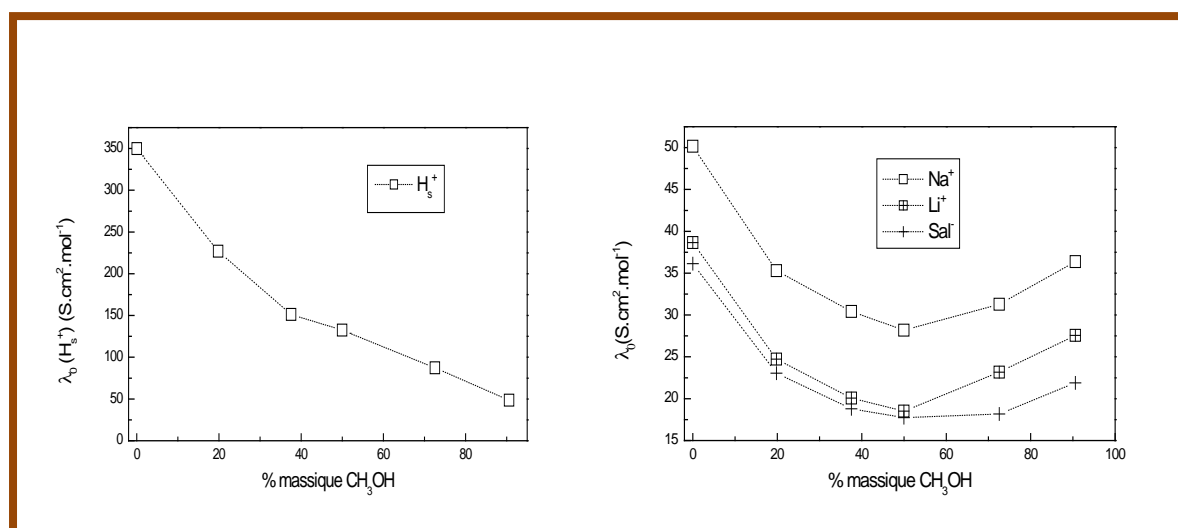 350
300
250
200
150
100
50
0
0 20 40 60 80
λ₀ (Hₛ⁺) (S.cm².mol⁻¹)
% massique CH₃OH
Hₛ⁺
50
45
40
35
30
25
20
15
0 20 40 60 80 100
λ₀(S.cm².mol⁻¹)
% massique CH₃OH
Na⁺
Li⁺
Sal⁻